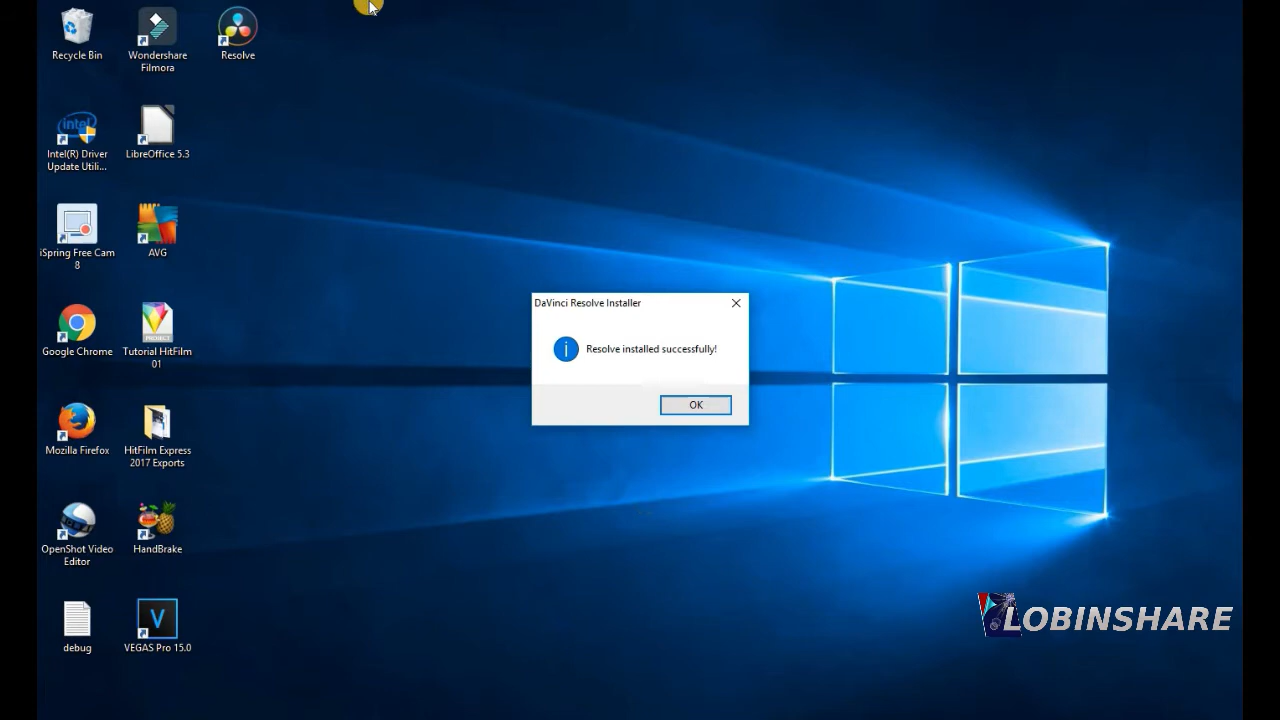 Recycle Bin
Wondershare
Filmora
Resolve
intel
Intel(R) Driver
Update Utili...
LibreOffice 5.3
iSpring Free Cam
8
AVG
Google Chrome
PROJECT
Tutorial HitFilm
01
Mozilla Firefox
HitFilm Express
2017 Exports
OpenShot Video
Editor
HandBrake
debug
V
VEGAS Pro 15.0
DaVinci Resolve Installer
Resolve installed successfully!
OK
LOBINSHARE